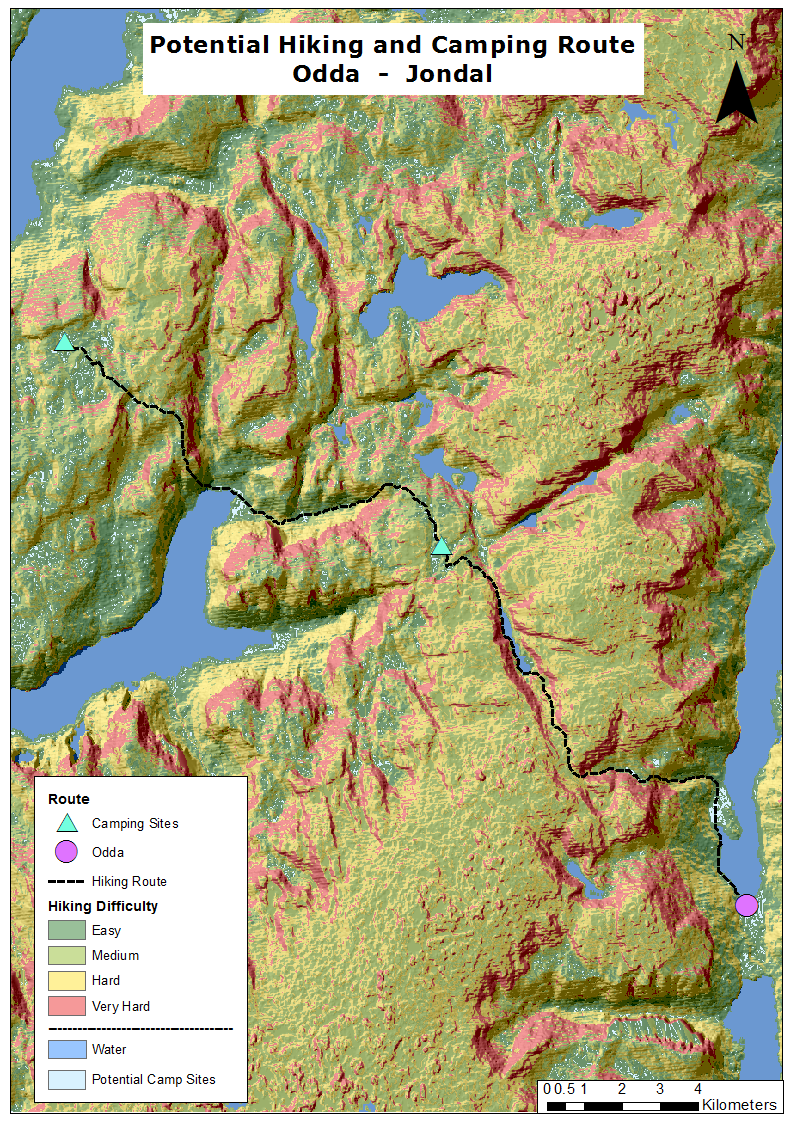 Potential Hiking and Camping Route
Odda - Jondal
N
Route
Camping Sites
Odda
Hiking Route
Hiking Difficulty
Easy
Medium
Hard
Very Hard
Water
Potential Camp Sites
0 0.5 1 2 3 4
Kilometers